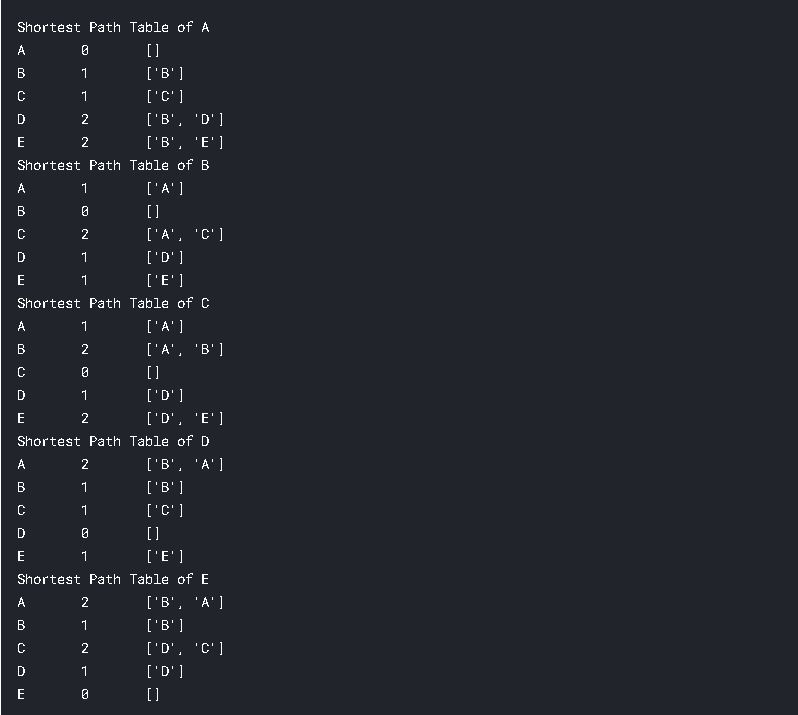 Shortest Path Table of A
A 0 []
B 1 ['B']
C 1 ['C']
D 2 ['B', 'D']
E 2 ['B', 'E']
Shortest Path Table of B
A 1 ['A']
B 0 []
C 2 ['A', 'C']
D 1 ['D']
E 1 ['E']
Shortest Path Table of C
A 1 ['A']
B 2 ['A', 'B']
C 0 []
D 1 ['D']
E 2 ['D', 'E']
Shortest Path Table of D
A 2 ['B', 'A']
B 1 ['B']
C 1 ['C']
D 0 []
E 1 ['E']
Shortest Path Table of E
A 2 ['B', 'A']
B 1 ['B']
C 2 ['D', 'C']
D 1 ['D']
E 0 []